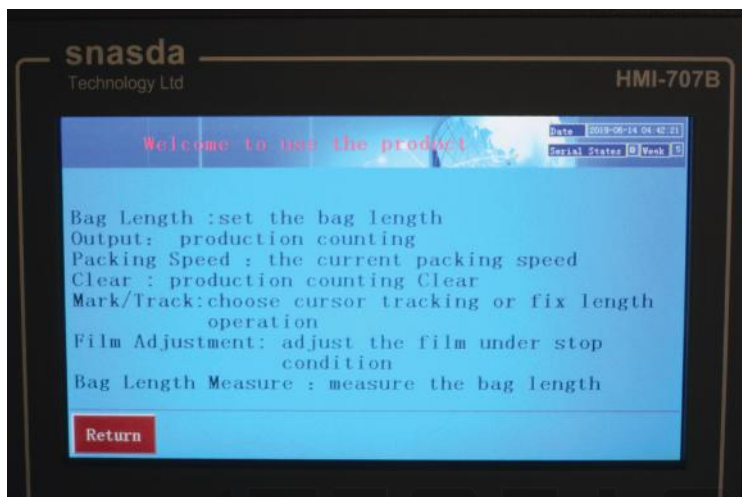 snasda
Technology Ltd
HMI-707B
Welcome to use the product
Date 2019-06-14 04:42:21
Serial States 0 Week 5
Bag Length :set the bag length
Output: production counting
Packing Speed : the current packing speed
Clear : production counting Clear
Mark/Track:choose cursor tracking or fix length
operation
Film Adjustment: adjust the film under stop
condition
Bag Length Measure : measure the bag length
Return